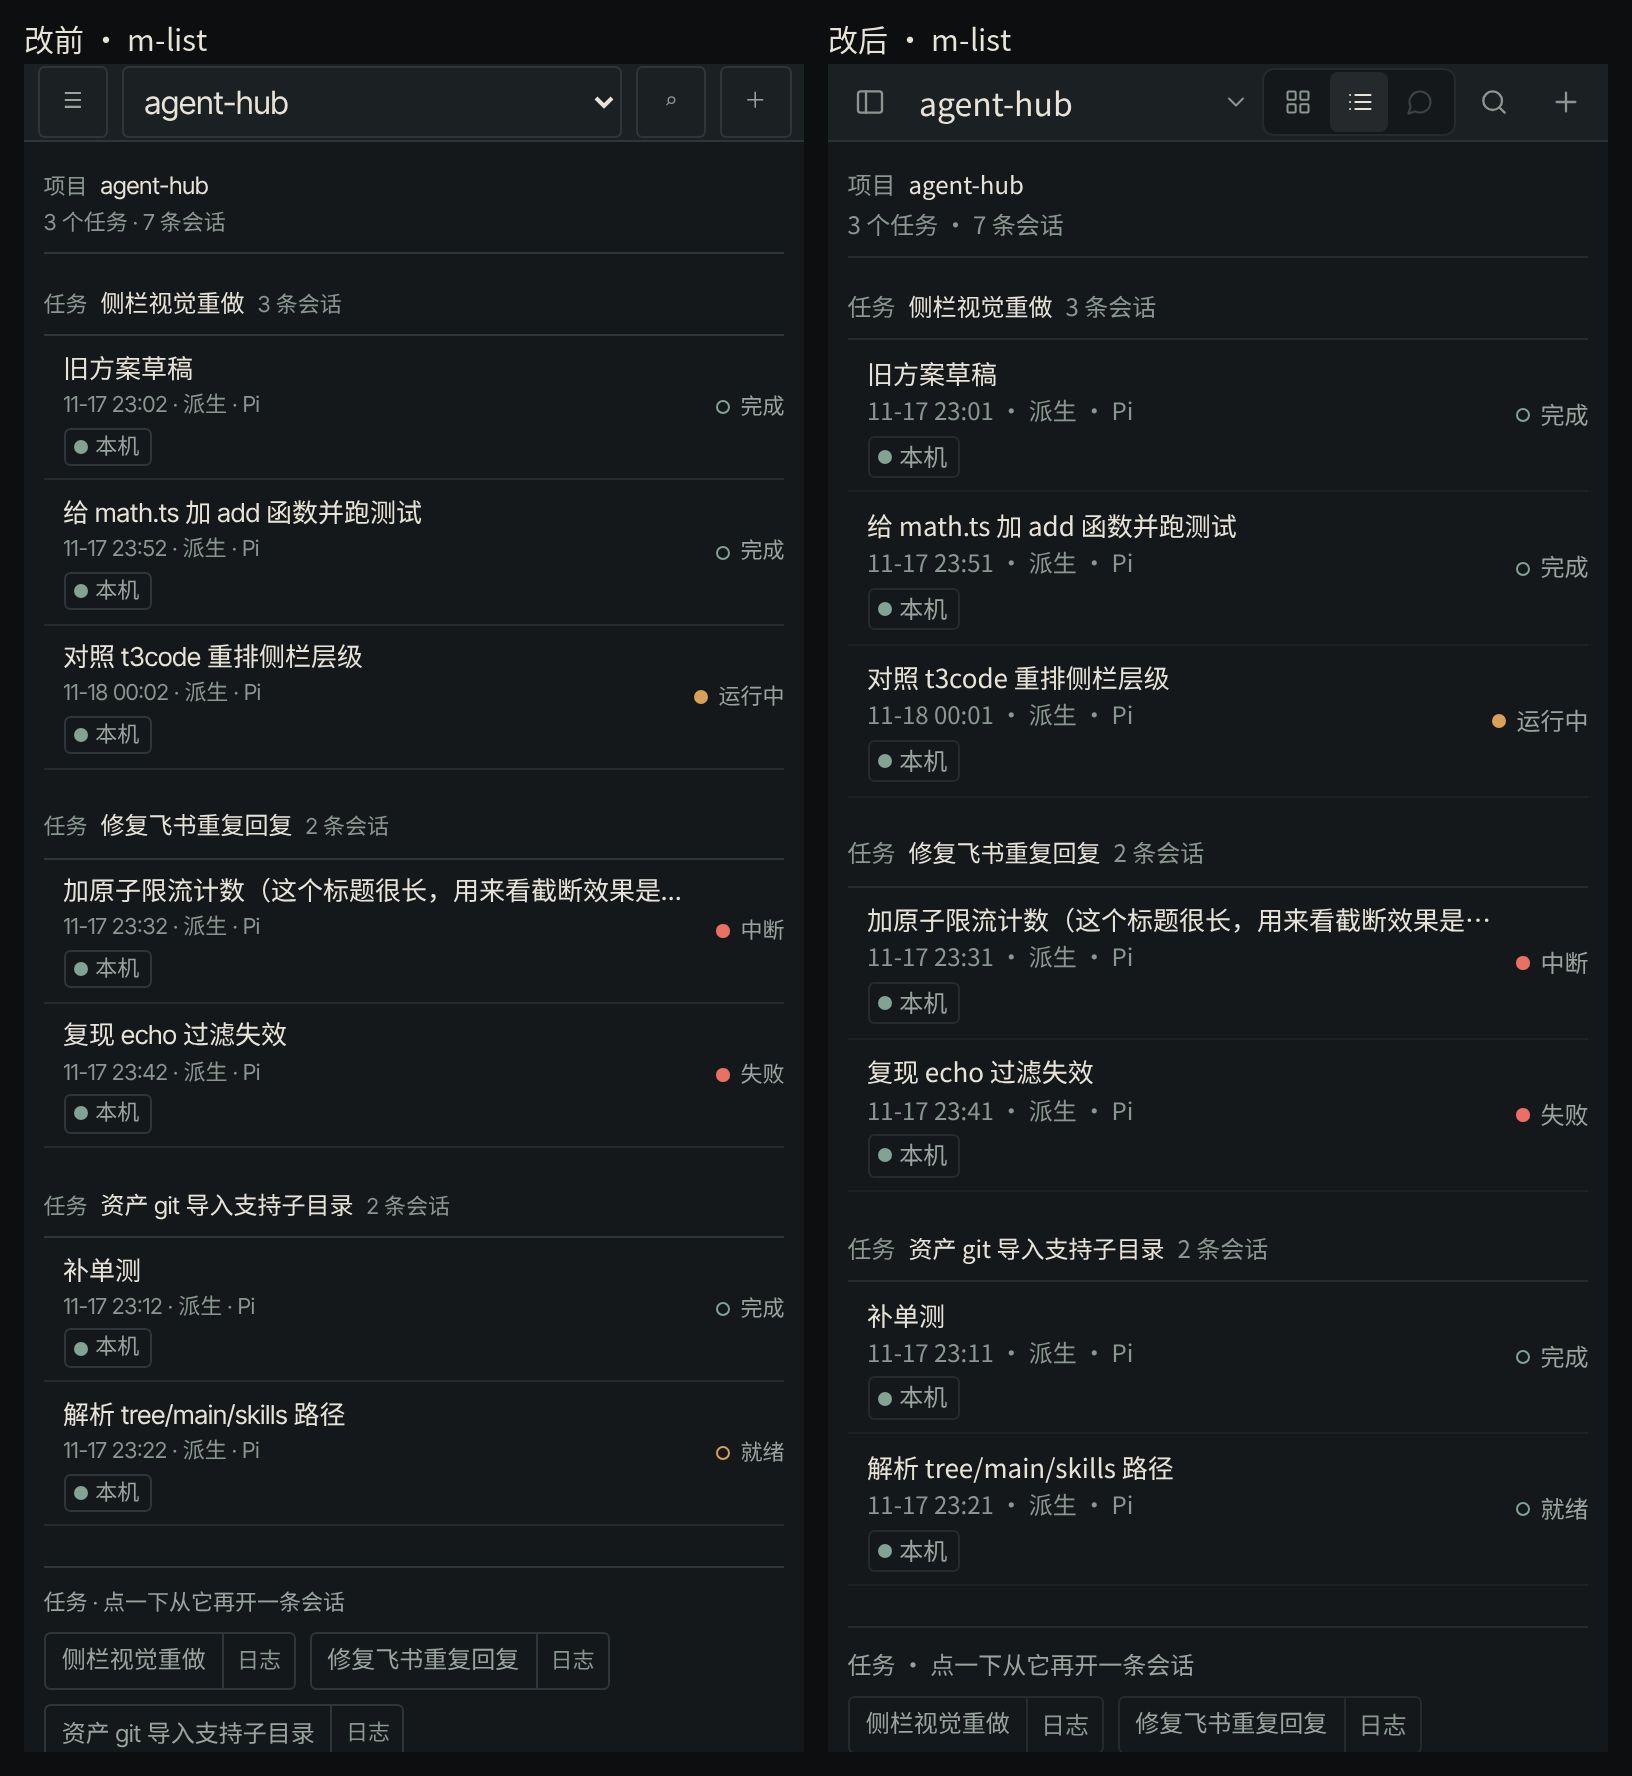 改前 · m-list
agent-hub
项目 agent-hub
3 个任务 · 7 条会话
任务 侧栏视觉重做 3 条会话
旧方案草稿
11-17 23:02 · 派生 · Pi
完成
本机
给 math.ts 加 add 函数并跑测试
11-17 23:52 · 派生 · Pi
完成
本机
对照 t3code 重排侧栏层级
11-18 00:02 · 派生 · Pi
运行中
本机
任务 修复飞书重复回复 2 条会话
加原子限流计数（这个标题很长，用来看截断效果是...
11-17 23:32 · 派生 · Pi
中断
本机
复现 echo 过滤失效
11-17 23:42 · 派生 · Pi
失败
本机
任务 资产 git 导入支持子目录 2 条会话
补单测
11-17 23:12 · 派生 · Pi
完成
本机
解析 tree/main/skills 路径
11-17 23:22 · 派生 · Pi
就绪
本机
任务 · 点一下从它再开一条会话
侧栏视觉重做 日志 修复飞书重复回复 日志
资产 git 导入支持子目录 日志
改后 · m-list
agent-hub
项目 agent-hub
3 个任务 · 7 条会话
任务 侧栏视觉重做 3 条会话
旧方案草稿
11-17 23:01 · 派生 · Pi
完成
本机
给 math.ts 加 add 函数并跑测试
11-17 23:51 · 派生 · Pi
完成
本机
对照 t3code 重排侧栏层级
11-18 00:01 · 派生 · Pi
运行中
本机
任务 修复飞书重复回复 2 条会话
加原子限流计数（这个标题很长，用来看截断效果是…
11-17 23:31 · 派生 · Pi
中断
本机
复现 echo 过滤失效
11-17 23:41 · 派生 · Pi
失败
本机
任务 资产 git 导入支持子目录 2 条会话
补单测
11-17 23:11 · 派生 · Pi
完成
本机
解析 tree/main/skills 路径
11-17 23:21 · 派生 · Pi
就绪
本机
任务 · 点一下从它再开一条会话
侧栏视觉重做 日志 修复飞书重复回复 日志